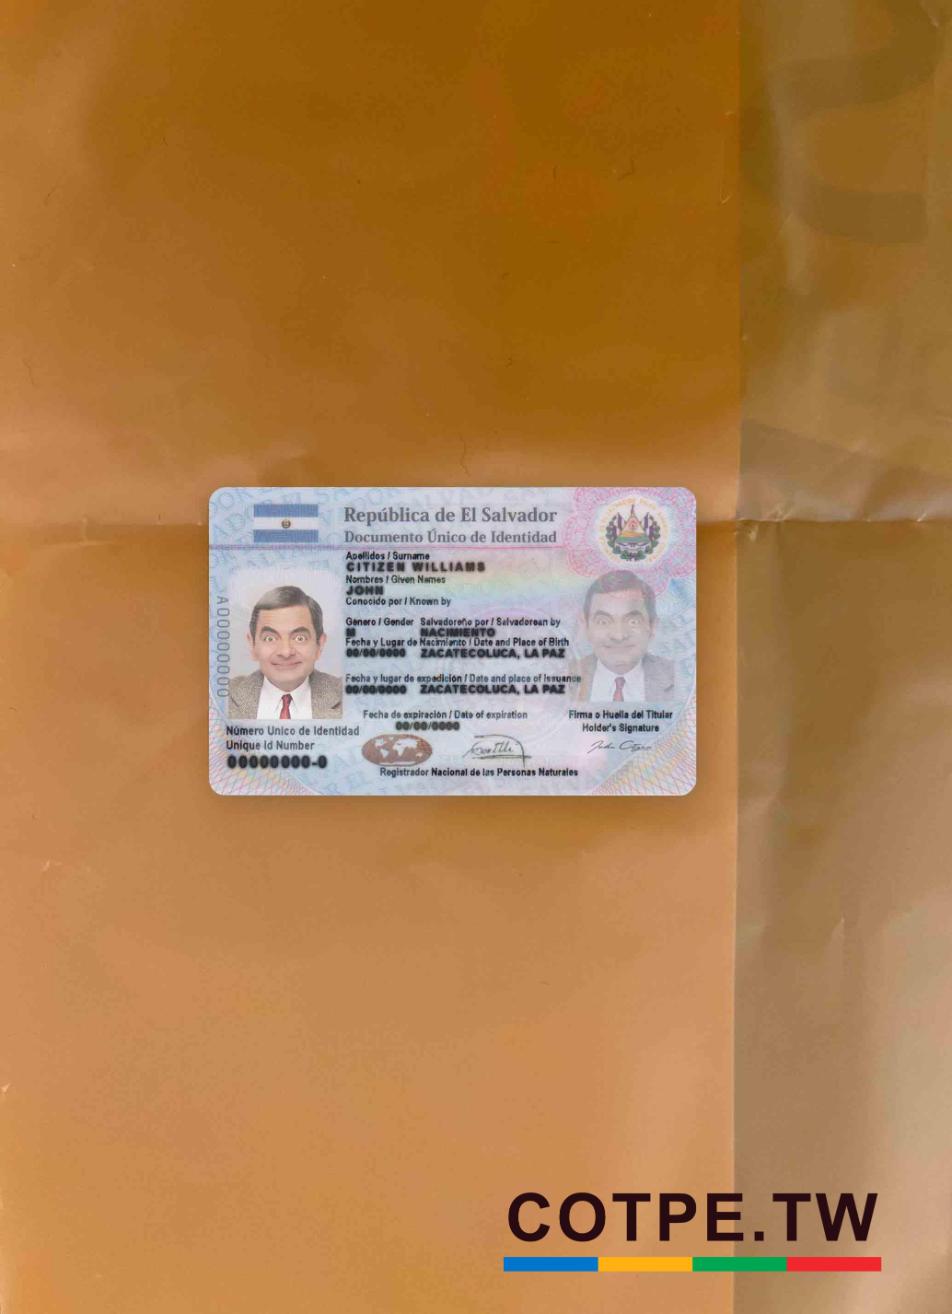 República de El Salvador
Documento Único de Identidad
Apellidos / Surname
CITIZEN WILLIAMS
Nombres / Given Names
JOHN
Conocido por / Known by
Género / Gender Salvadoreño por / Salvadorean by
M NACIMIENTO
Fecha y Lugar de Nacimiento / Date and Place of Birth
00/00/0000 ZACATECOLUCA, LA PAZ
Fecha y lugar de expedición / Date and place of Issuance
00/00/0000 ZACATECOLUCA, LA PAZ
Fecha de expiración / Date of expiration
00/00/0000
Firma o Huella del Titular
Holder's Signature
A00000000
Número Unico de Identidad
Unique Id Number
00000000-0
Registrador Nacional de las Personas Naturales
COTPE.TW